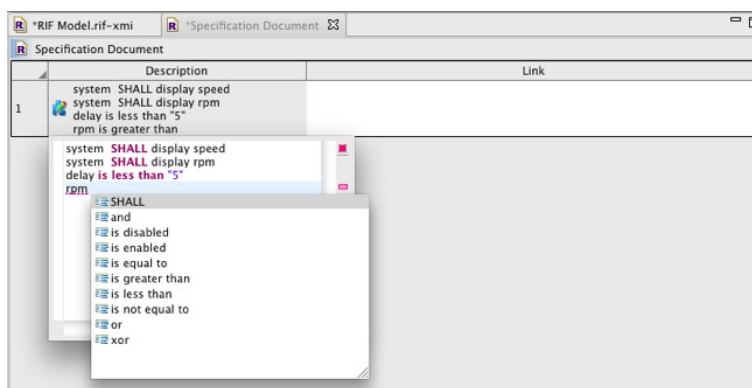 *RIF Model.rif-xmi
*Specification Document
Specification Document
Description Link
1
system SHALL display speed
system SHALL display rpm
delay is less than "5"
rpm is greater than
system SHALL display speed
system SHALL display rpm
delay is less than "5"
rpm
SHALL
and
is disabled
is enabled
is equal to
is greater than
is less than
is not equal to
or
xor